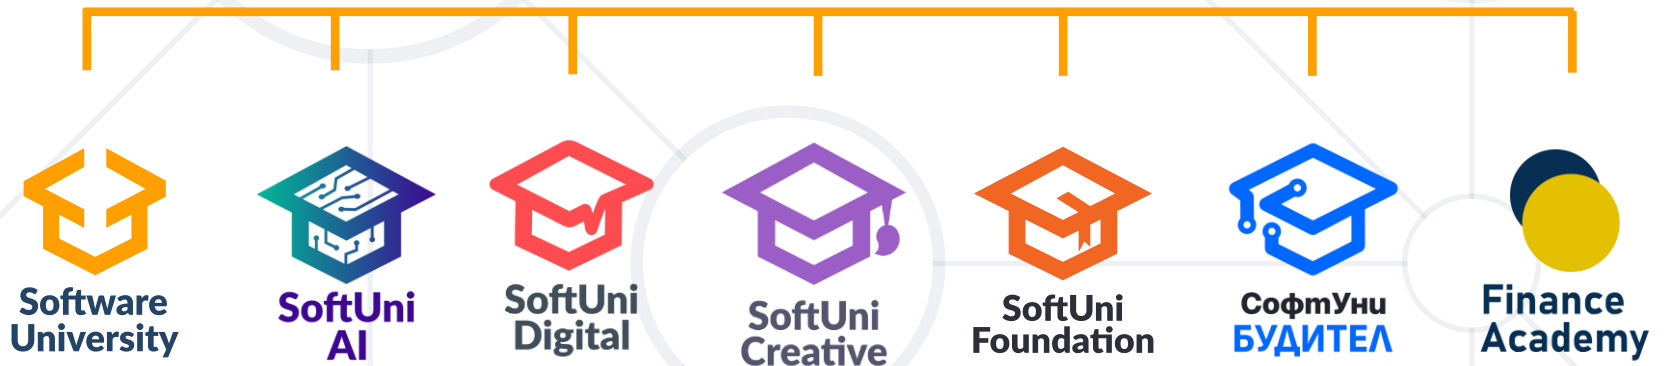 Software
University
SoftUni
AI
SoftUni
Digital
SoftUni
Creative
SoftUni
Foundation
СофтУни
БУДИТЕЛ
Finance
Academy